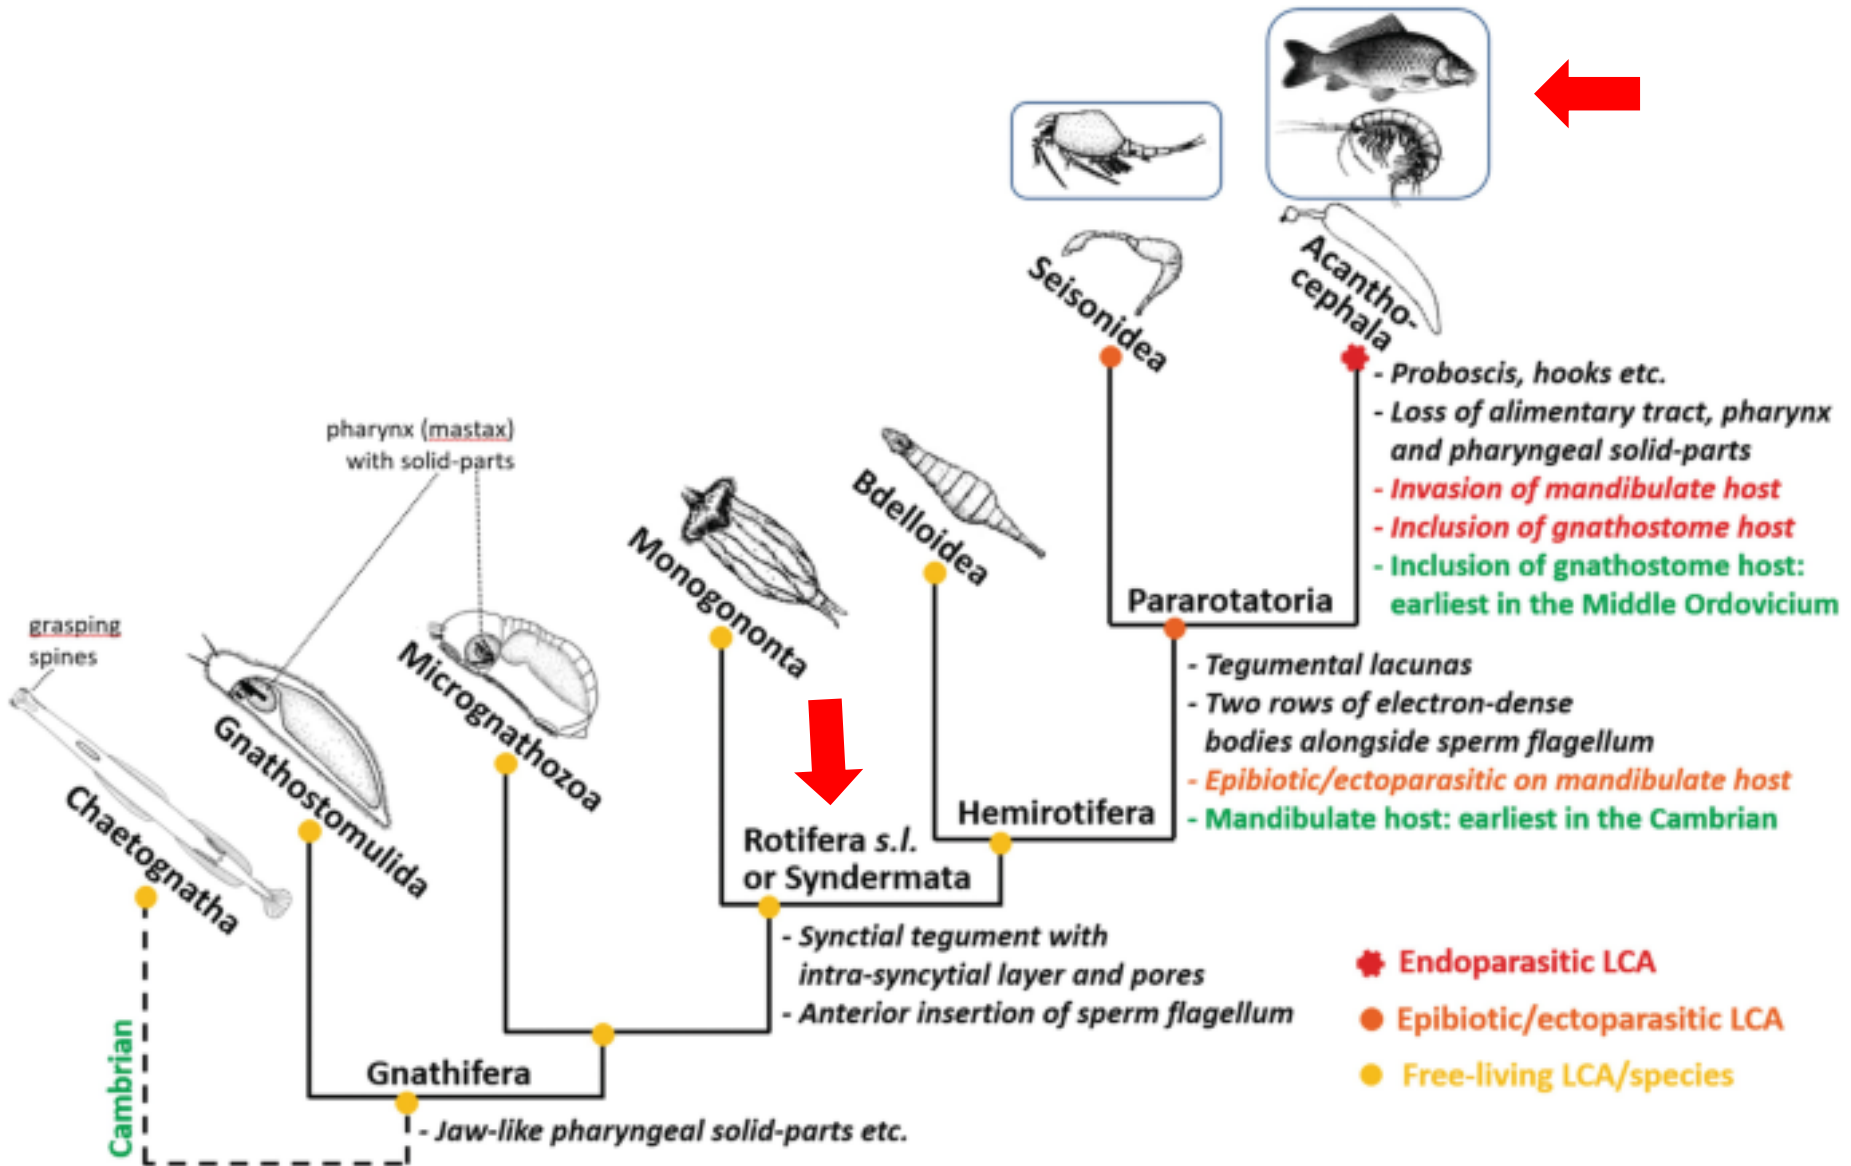 Seisonidea
Acantho-
cephala
- Proboscis, hooks etc.
- Loss of alimentary tract, pharynx
and pharyngeal solid-parts
- Invasion of mandibulate host
- Inclusion of gnathostome host
- Inclusion of gnathostome host:
earliest in the Middle Ordovicium
pharynx (mastax)
with solid-parts
Bdelloidea
Monogononta
Pararotatoria
grasping
spines
Micrognathozoa
Gnathostomulida
Chaetognatha
- Tegumental lacunas
- Two rows of electron-dense
bodies alongside sperm flagellum
- Epibiotic/ectoparasitic on mandibulate host
- Mandibulate host: earliest in the Cambrian
Hemirotifera
Rotifera s.l.
or Syndermata
- Synctial tegument with
intra-syncytial layer and pores
- Anterior insertion of sperm flagellum
Cambrian
Gnathifera
- Jaw-like pharyngeal solid-parts etc.
Endoparasitic LCA
Epibiotic/ectoparasitic LCA
Free-living LCA/species